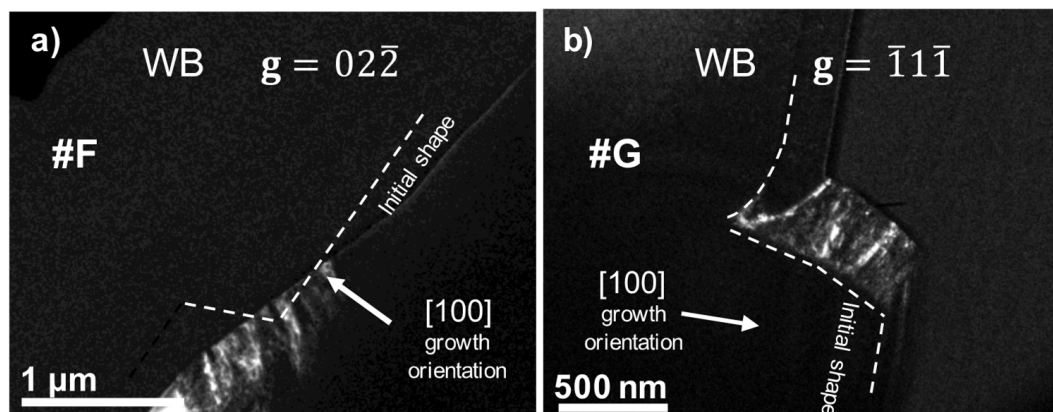 a)
WB g = 022̅
#F
Initial shape
[100]
growth
orientation
1 µm
b)
WB g = 1̅11̅
#G
[100]
growth
orientation
Initial shape
500 nm